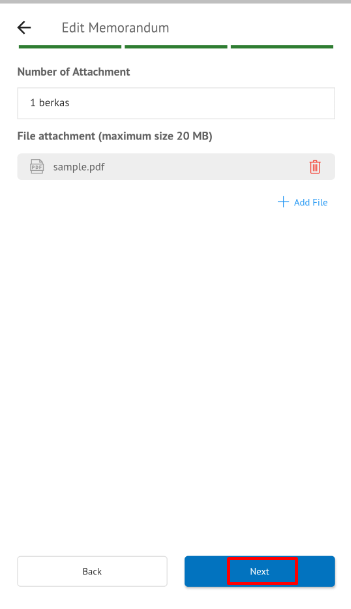 Edit Memorandum
Number of Attachment
1 berkas
File attachment (maximum size 20 MB)
PDF sample.pdf
Add File
Back Next